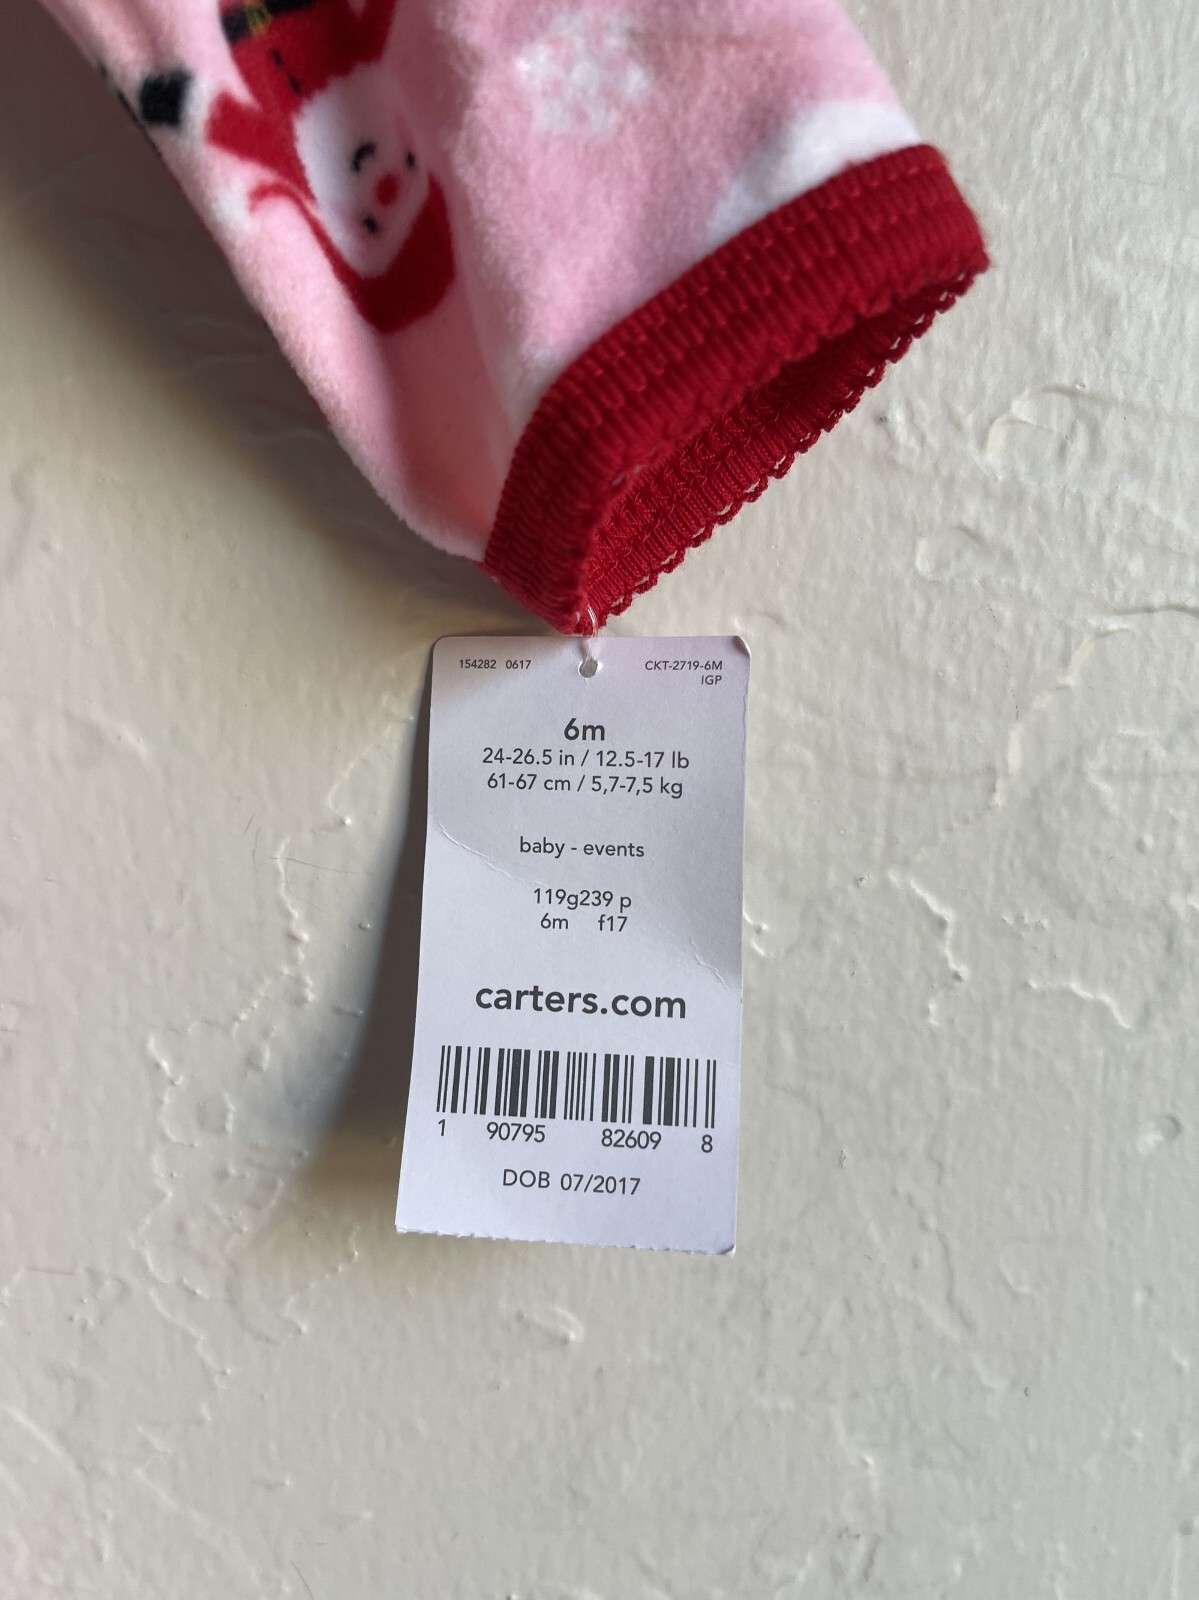 154282 0617
CKT-2719-6M
IGP
6m
24-26.5 in / 12.5-17 lb
61-67 cm / 5,7-7,5 kg
baby - events
119g239 p
6m f17
carters.com
1 90795 82609 8
DOB 07/2017